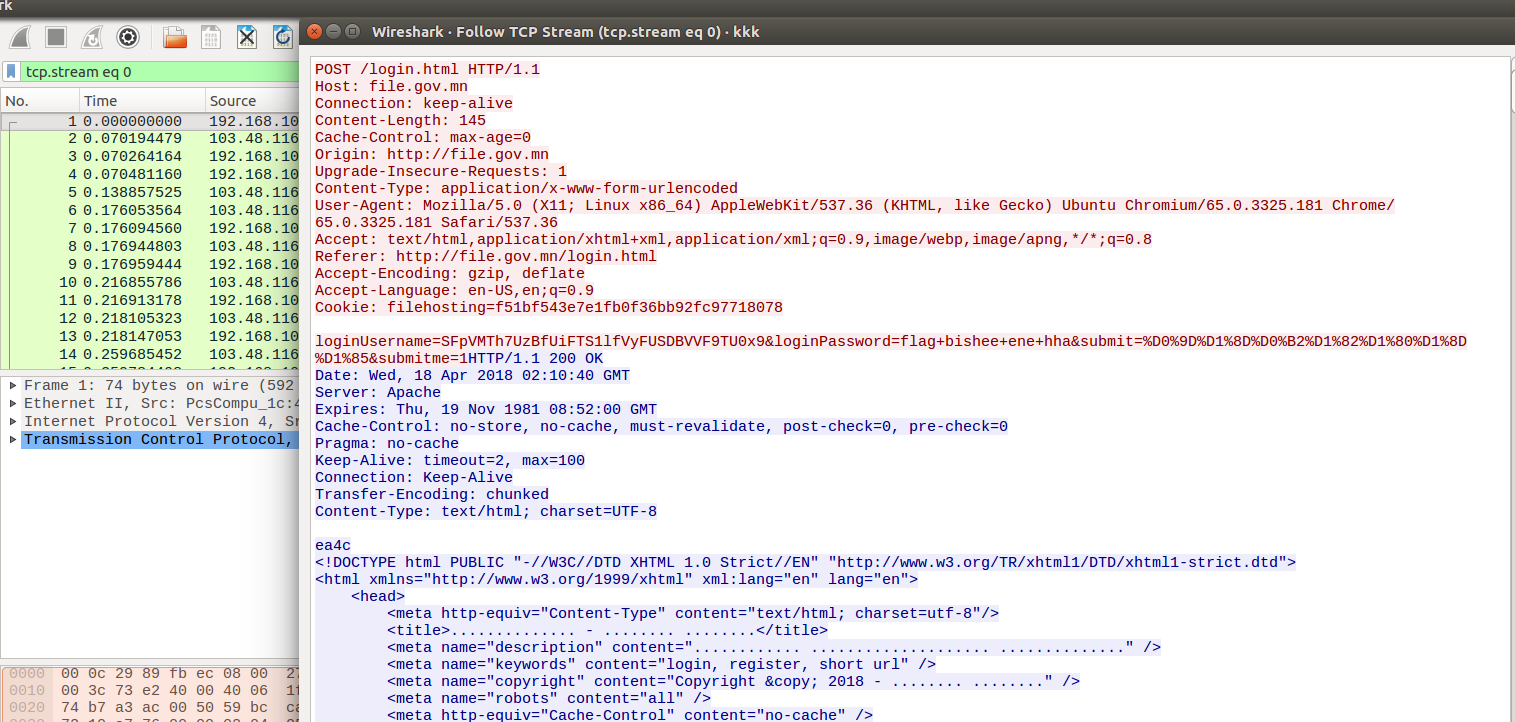 rk
Wireshark · Follow TCP Stream (tcp.stream eq 0) · kkk
tcp.stream eq 0
No. Time Source
1 0.000000000 192.168.10
2 0.070194479 103.48.116
3 0.070264164 192.168.10
4 0.070481160 192.168.10
5 0.138857525 103.48.116
6 0.176053564 103.48.116
7 0.176094560 192.168.10
8 0.176944803 103.48.116
9 0.176959444 192.168.10
10 0.216855786 103.48.116
11 0.216913178 192.168.10
12 0.218105323 103.48.116
13 0.218147053 192.168.10
14 0.259685452 103.48.116
Frame 1: 74 bytes on wire (592
Ethernet II, Src: PcsCompu_1c:4
Internet Protocol Version 4, Sr
Transmission Control Protocol,
0000 00 0c 29 89 fb ec 08 00 27
0010 00 3c 73 e2 40 00 40 06 1f
0020 74 b7 a3 ac 00 50 59 bc ca
POST /login.html HTTP/1.1
Host: file.gov.mn
Connection: keep-alive
Content-Length: 145
Cache-Control: max-age=0
Origin: http://file.gov.mn
Upgrade-Insecure-Requests: 1
Content-Type: application/x-www-form-urlencoded
User-Agent: Mozilla/5.0 (X11; Linux x86_64) AppleWebKit/537.36 (KHTML, like Gecko) Ubuntu Chromium/65.0.3325.181 Chrome/
65.0.3325.181 Safari/537.36
Accept: text/html,application/xhtml+xml,application/xml;q=0.9,image/webp,image/apng,*/*;q=0.8
Referer: http://file.gov.mn/login.html
Accept-Encoding: gzip, deflate
Accept-Language: en-US,en;q=0.9
Cookie: filehosting=f51bf543e7e1fb0f36bb92fc97718078
loginUsername=SFpVMTh7UzBfUiFTS1lfVyFUSDBVVF9TU0x9&loginPassword=flag+bishee+ene+hha&submit=%D0%9D%D1%8D%D0%B2%D1%82%D1%80%D1%8D
%D1%85&submitme=1HTTP/1.1 200 OK
Date: Wed, 18 Apr 2018 02:10:40 GMT
Server: Apache
Expires: Thu, 19 Nov 1981 08:52:00 GMT
Cache-Control: no-store, no-cache, must-revalidate, post-check=0, pre-check=0
Pragma: no-cache
Keep-Alive: timeout=2, max=100
Connection: Keep-Alive
Transfer-Encoding: chunked
Content-Type: text/html; charset=UTF-8
ea4c
<!DOCTYPE html PUBLIC "-//W3C//DTD XHTML 1.0 Strict//EN" "http://www.w3.org/TR/xhtml1/DTD/xhtml1-strict.dtd">
<html xmlns="http://www.w3.org/1999/xhtml" xml:lang="en" lang="en">
<head>
<meta http-equiv="Content-Type" content="text/html; charset=utf-8"/>
<title>.............. - ........ ........</title>
<meta name="description" content="............ .................... .............." />
<meta name="keywords" content="login, register, short url" />
<meta name="copyright" content="Copyright &copy; 2018 - ........ ........" />
<meta name="robots" content="all" />
<meta http-equiv="Cache-Control" content="no-cache" />